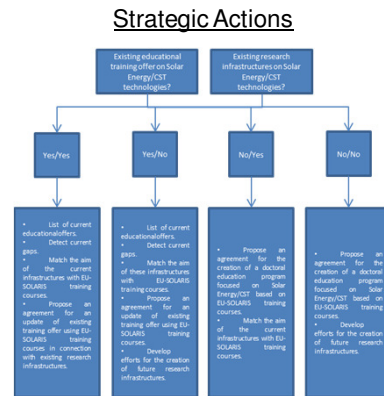 Strategic Actions
Existing educational
training offer on Solar
Energy/CST
technologies?
Existing research
infrastructures on Solar
Energy/CST
technologies?
Yes/Yes
Yes/No
No/Yes
No/No
• List of current
educationaloffers.
• Detect current
gaps.
• Match the aim
of the current
infrastructures with EU-
SOLARIS training
courses.
• Propose an
agreement for an
update of existing
training offer using EU-
SOLARIS training
courses in connection
with existing research
infrastructures.
• List of current
educationaloffers.
• Detect current
gaps.
• Match the aim
of these infrastructures
with EU-SOLARIS
training courses.
• Propose an
agreement for an
update of existing
training offer using EU-
SOLARIS training
courses.
• Develop
efforts for the creation
of future research
infrastructures.
• Propose an
agreement for the
creation of a doctoral
education program
focused on Solar
Energy/CST based on
EU-SOLARIS training
courses.
• Match the aim
of the current
infrastructures with EU-
SOLARIS training
courses.
• Propose an
agreement for the
creation of a doctoral
education program
focused on Solar
Energy/CST based on
EU-SOLARIS training
courses.
• Develop
efforts for the creation
of future research
infrastructures.